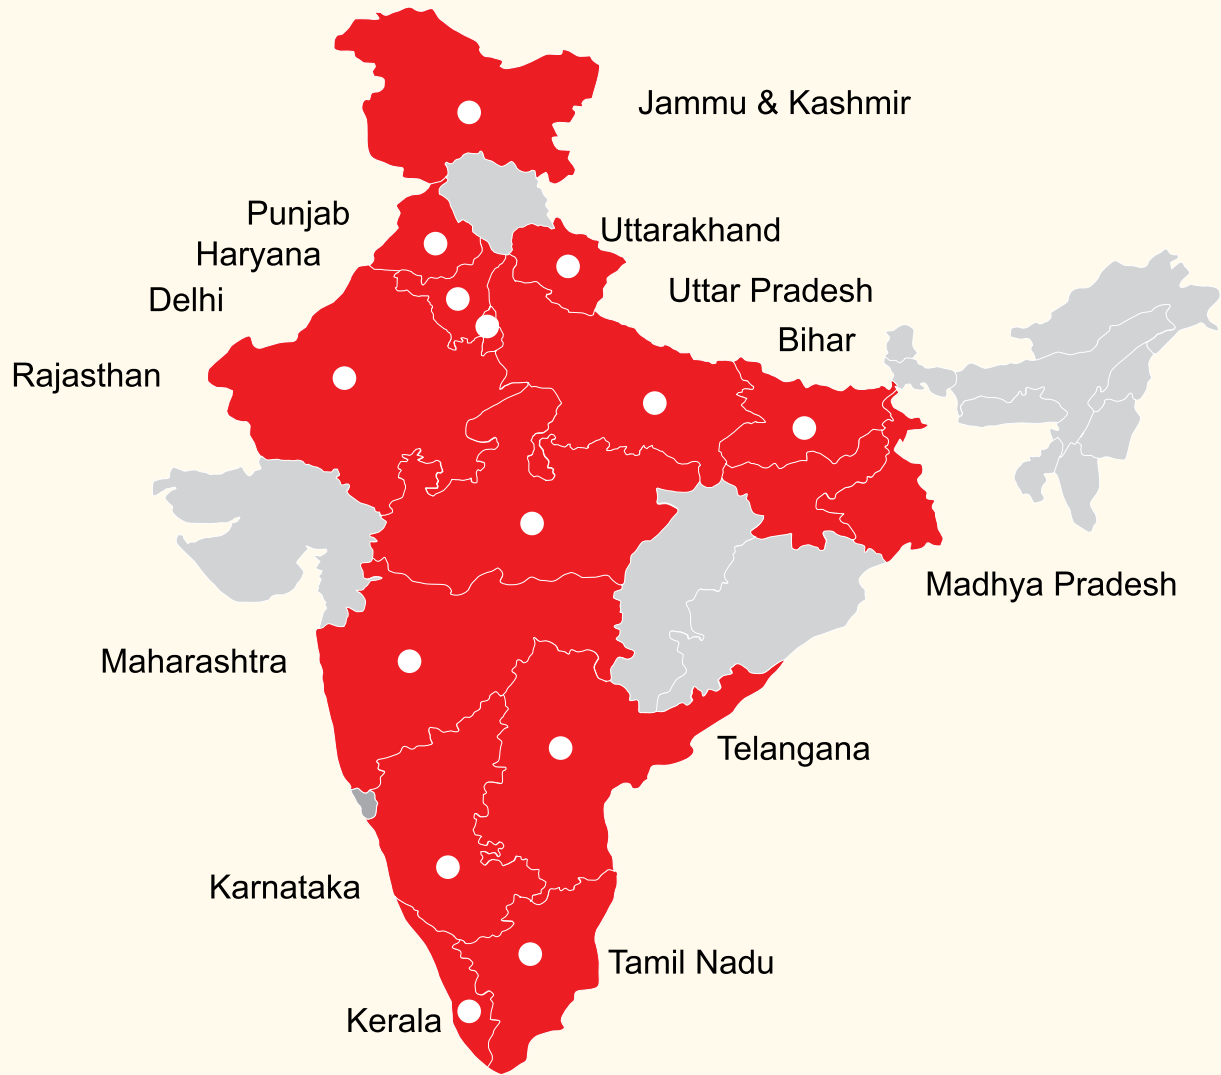 Jammu & Kashmir
Punjab
Uttarakhand
Haryana
Uttar Pradesh
Delhi
Bihar
Rajasthan
Madhya Pradesh
Maharashtra
Telangana
Karnataka
Tamil Nadu
Kerala